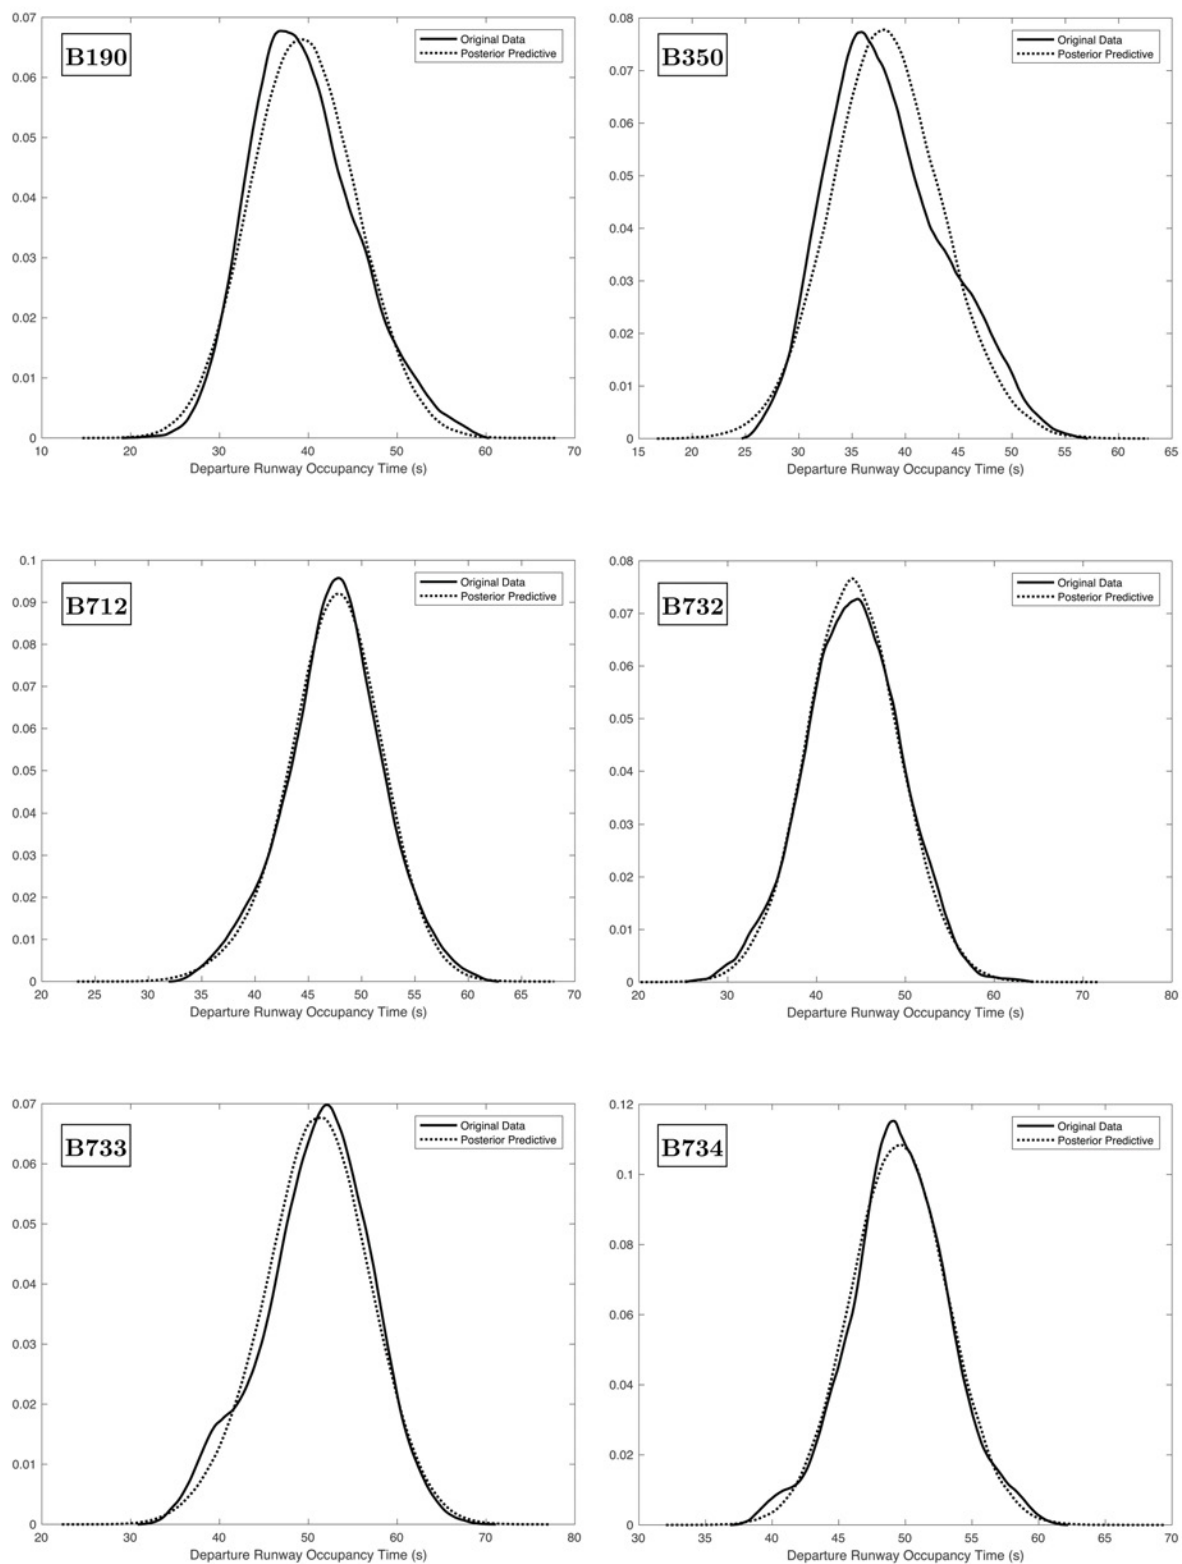 B190
Original Data
Posterior Predictive
0.07
0.06
0.05
0.04
0.03
0.02
0.01
0
10 20 30 40 50 60 70
Departure Runway Occupancy Time (s)
B350
Original Data
Posterior Predictive
0.08
0.07
0.06
0.05
0.04
0.03
0.02
0.01
0
15 20 25 30 35 40 45 50 55 60 65
Departure Runway Occupancy Time (s)
B712
Original Data
Posterior Predictive
0.1
0.09
0.08
0.07
0.06
0.05
0.04
0.03
0.02
0.01
0
20 25 30 35 40 45 50 55 60 65 70
Departure Runway Occupancy Time (s)
B732
Original Data
Posterior Predictive
0.08
0.07
0.06
0.05
0.04
0.03
0.02
0.01
0
20 30 40 50 60 70 80
Departure Runway Occupancy Time (s)
B733
Original Data
Posterior Predictive
0.07
0.06
0.05
0.04
0.03
0.02
0.01
0
20 30 40 50 60 70 80
Departure Runway Occupancy Time (s)
B734
Original Data
Posterior Predictive
0.12
0.1
0.08
0.06
0.04
0.02
0
30 35 40 45 50 55 60 65 70
Departure Runway Occupancy Time (s)